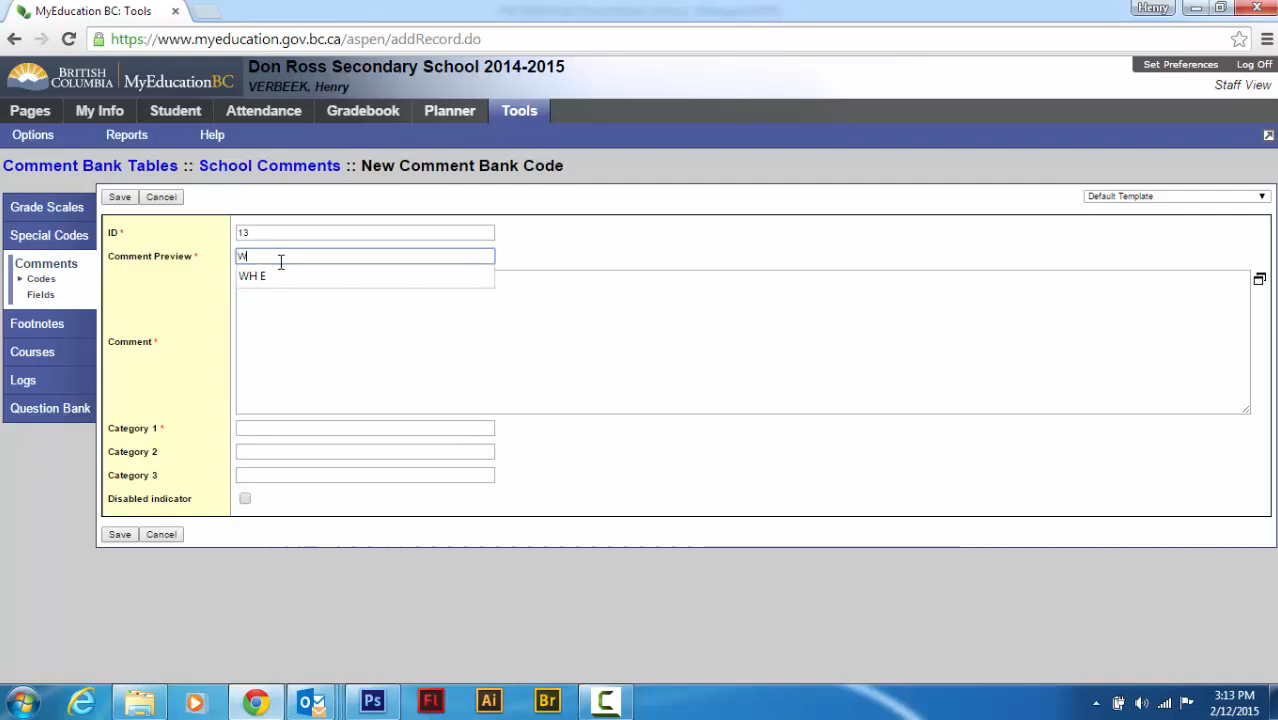 MyEducation BC: Tools
Henry
https://www.myeducation.gov.bc.ca/aspen/addRecord.do
BRITISH COLUMBIA MyEducationBC
Don Ross Secondary School 2014-2015
VERBEEK, Henry
Set Preferences Log Off
Staff View
Pages My Info Student Attendance Gradebook Planner Tools
Options Reports Help
Comment Bank Tables :: School Comments :: New Comment Bank Code
Grade Scales
Special Codes
Comments
Codes
Fields
Footnotes
Courses
Logs
Question Bank
Save Cancel
Default Template
ID * 13
Comment Preview * W
WH E
Comment *
Category 1 *
Category 2
Category 3
Disabled indicator
Save Cancel
Ps Fl Ai Br C
3:13 PM
2/12/2015